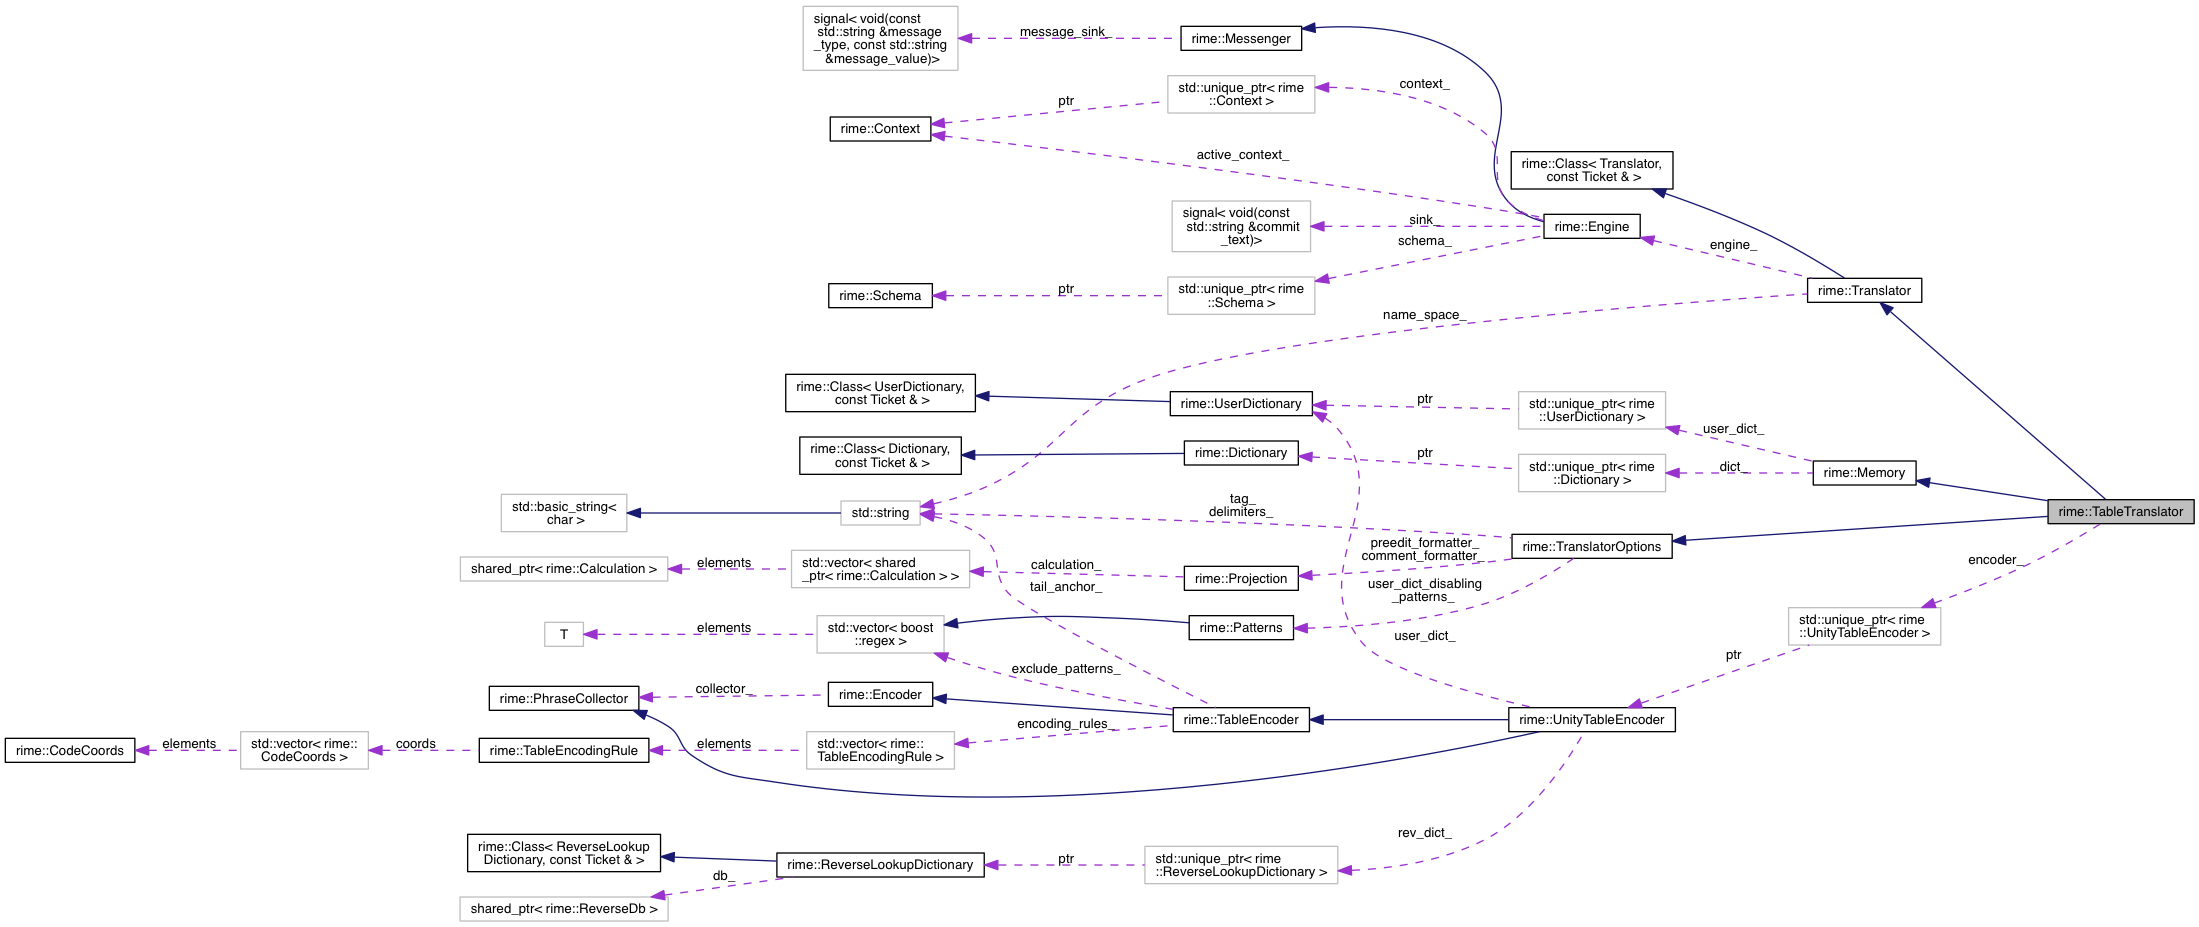 signal< void(const
std::string &message
_type, const std::string
&message_value)>
message_sink_
rime::Messenger
std::unique_ptr< rime
::Context >
context_
ptr
rime::Context
active_context_
rime::Class< Translator,
const Ticket & >
signal< void(const
std::string &commit
_text)>
sink_
rime::Engine
schema_
engine_
rime::Schema
ptr
std::unique_ptr< rime
::Schema >
rime::Translator
name_space_
rime::Class< UserDictionary,
const Ticket & >
rime::UserDictionary
ptr
std::unique_ptr< rime
::UserDictionary >
user_dict_
rime::Class< Dictionary,
const Ticket & >
rime::Dictionary
ptr
std::unique_ptr< rime
::Dictionary >
dict_
rime::Memory
std::basic_string<
char >
std::string
tag_
delimiters_
rime::TableTranslator
preedit_formatter_
comment_formatter_
rime::TranslatorOptions
shared_ptr< rime::Calculation >
elements
std::vector< shared
_ptr< rime::Calculation > >
calculation_
rime::Projection
encoder_
tail_anchor_
user_dict_disabling
_patterns_
T
elements
std::vector< boost
::regex >
rime::Patterns
user_dict_
std::unique_ptr< rime
::UnityTableEncoder >
ptr
exclude_patterns_
rime::PhraseCollector
collector_
rime::Encoder
rime::TableEncoder
rime::UnityTableEncoder
encoding_rules_
rime::CodeCoords
elements
std::vector< rime::
CodeCoords >
coords
rime::TableEncodingRule
elements
std::vector< rime::
TableEncodingRule >
rev_dict_
rime::Class< ReverseLookup
Dictionary, const Ticket & >
rime::ReverseLookupDictionary
ptr
std::unique_ptr< rime
::ReverseLookupDictionary >
db_
shared_ptr< rime::ReverseDb >